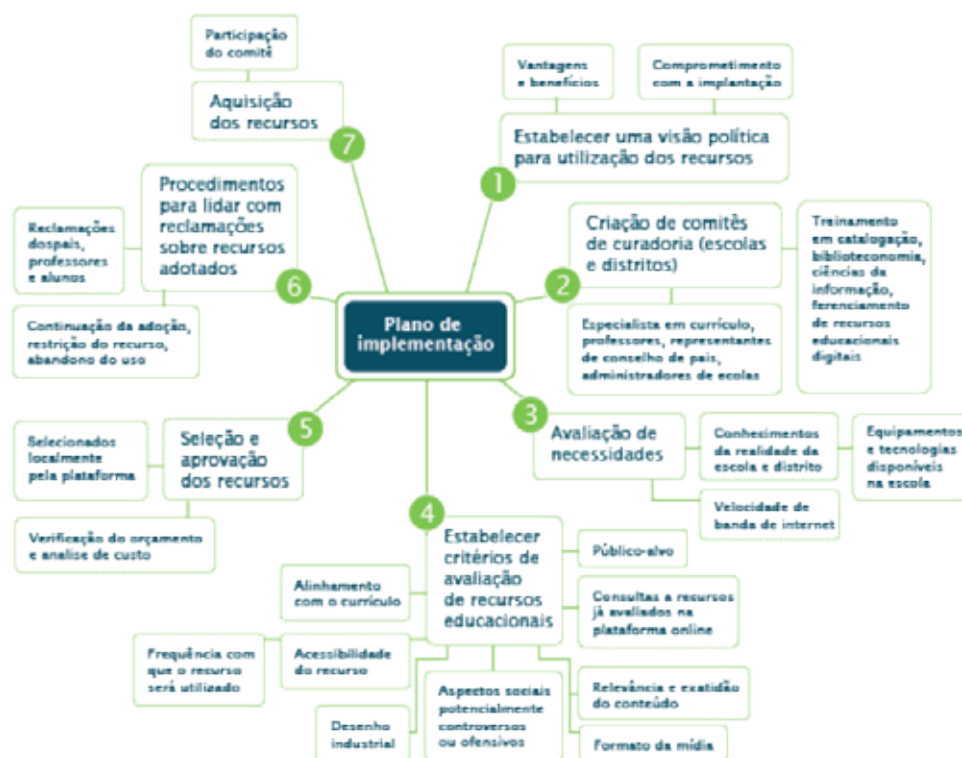 Plano de
implementação
1
Estabelecer uma visão política
para utilização dos recursos
Vantagens
e benefícios
Comprometimento
com a implantação
2
Criação de comitês
de curadoria (escolas
e distritos)
Treinamento
em catalogação,
biblioteconomia,
ciências da
informação,
ferenciamento
de recursos
educacionais
digitais
Especialista em currículo,
professores, representantes
de conselho de pais,
administradores de ecolas
3
Avaliação de
necessidades
Conhecimentos
da realidade da
escola e distrito
Equipamentos
e tecnologias
disponíveis
na escola
Velocidade de
banda de internet
4
Estabelecer
critérios de
avaliação
de recursos
educacionais
Público-alvo
Consultas a recursos
já avaliados na
plataforma online
Relevância e exatidão
do conteúdo
Formato da mídia
Aspectos sociais
potencialmente
controversos
ou ofensivos
Desenho
industrial
Acessibilidade
do recurso
Frequência com
que o recurso
será utilizado
Alinhamento
com o currículo
5
Seleção e
aprovação
dos recursos
Selecionados
localmente
pela plataforma
Verificação do orçamento
e analise de custo
6
Procedimentos
para lidar com
reclamações
sobre recursos
adotados
Reclamações
dospais,
professores
e alunos
Continuação da adoção,
restrição do recurso,
abandono do uso
7
Aquisição
dos recursos
Participação
do comitê